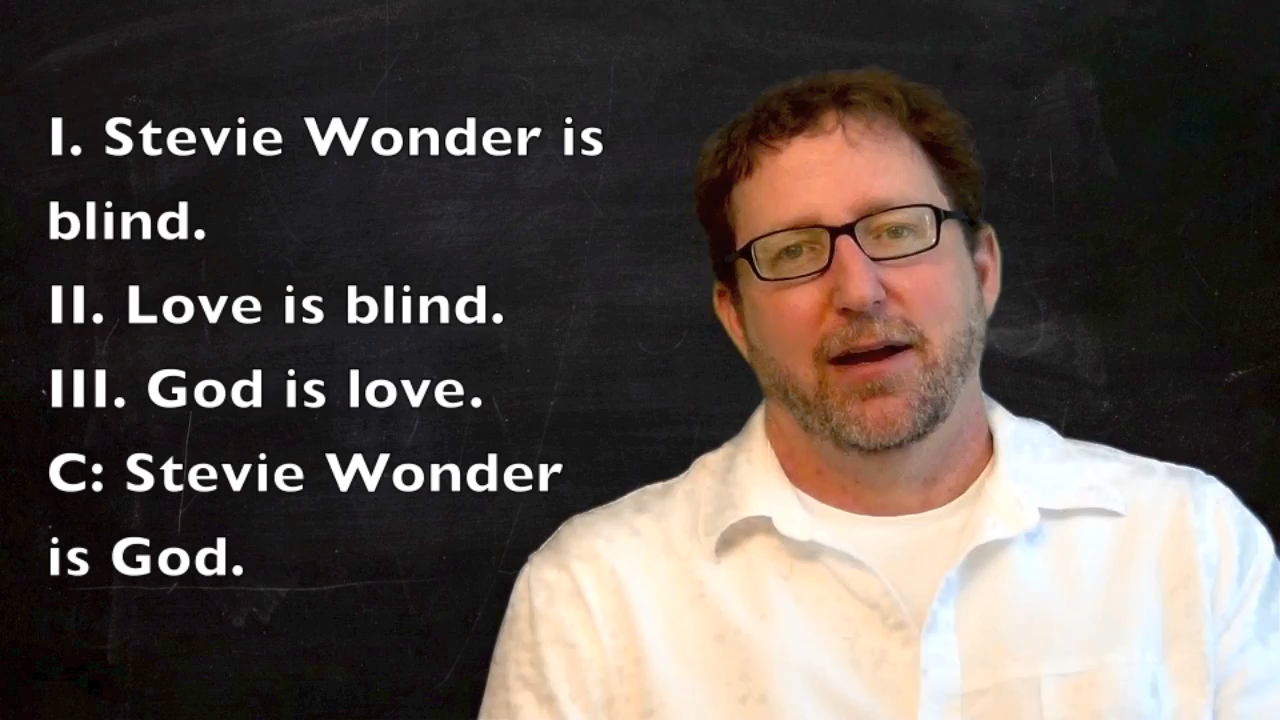 I. Stevie Wonder is
blind.
II. Love is blind.
III. God is love.
C: Stevie Wonder
is God.